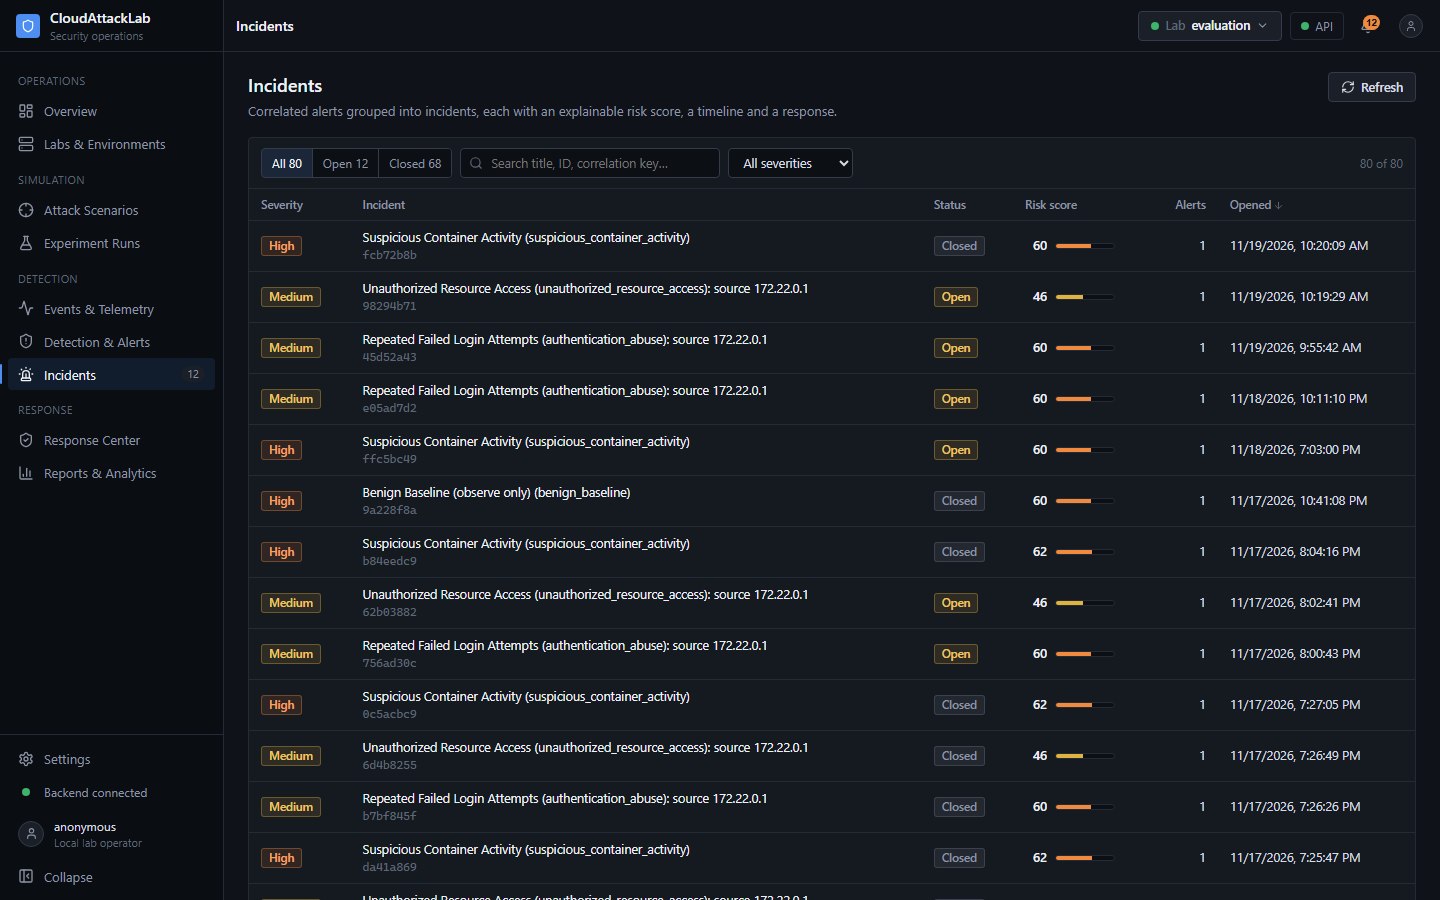 CloudAttackLab
Security operations
Incidents
Lab evaluation
API
12
OPERATIONS
Overview
Labs & Environments
SIMULATION
Attack Scenarios
Experiment Runs
DETECTION
Events & Telemetry
Detection & Alerts
Incidents 12
RESPONSE
Response Center
Reports & Analytics
Settings
Backend connected
anonymous
Local lab operator
Collapse
Incidents
Correlated alerts grouped into incidents, each with an explainable risk score, a timeline and a response.
Refresh
All 80 Open 12 Closed 68 Search title, ID, correlation key... All severities 80 of 80
Severity Incident Status Risk score Alerts Opened ↓
High Suspicious Container Activity (suspicious_container_activity) Closed 60 1 11/19/2026, 10:20:09 AM
fcb72b8b
Medium Unauthorized Resource Access (unauthorized_resource_access): source 172.22.0.1 Open 46 1 11/19/2026, 10:19:29 AM
98294b71
Medium Repeated Failed Login Attempts (authentication_abuse): source 172.22.0.1 Open 60 1 11/19/2026, 9:55:42 AM
45d52a43
Medium Repeated Failed Login Attempts (authentication_abuse): source 172.22.0.1 Open 60 1 11/18/2026, 10:11:10 PM
e05ad7d2
High Suspicious Container Activity (suspicious_container_activity) Open 60 1 11/18/2026, 7:03:00 PM
ffc5bc49
High Benign Baseline (observe only) (benign_baseline) Closed 60 1 11/17/2026, 10:41:08 PM
9a228f8a
High Suspicious Container Activity (suspicious_container_activity) Closed 62 1 11/17/2026, 8:04:16 PM
b84eedc9
Medium Unauthorized Resource Access (unauthorized_resource_access): source 172.22.0.1 Open 46 1 11/17/2026, 8:02:41 PM
62b03882
Medium Repeated Failed Login Attempts (authentication_abuse): source 172.22.0.1 Open 60 1 11/17/2026, 8:00:43 PM
756ad30c
High Suspicious Container Activity (suspicious_container_activity) Closed 62 1 11/17/2026, 7:27:05 PM
0c5acbc9
Medium Unauthorized Resource Access (unauthorized_resource_access): source 172.22.0.1 Closed 46 1 11/17/2026, 7:26:49 PM
6d4b8255
Medium Repeated Failed Login Attempts (authentication_abuse): source 172.22.0.1 Closed 60 1 11/17/2026, 7:26:26 PM
b7bf845f
High Suspicious Container Activity (suspicious_container_activity) Closed 62 1 11/17/2026, 7:25:47 PM
da41a869
Unauthorized Resource Access (unauthorized_resource_access): source 172.22.0.1